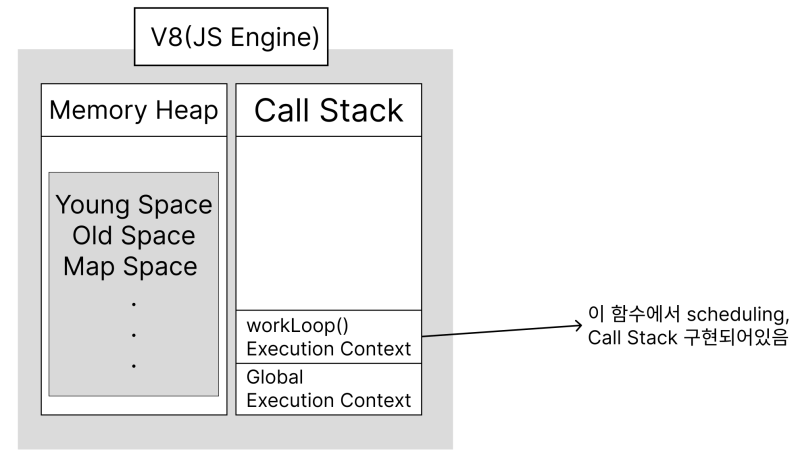 V8(JS Engine)
Memory Heap
Young Space
Old Space
Map Space
.
.
.
Call Stack
workLoop()
Execution Context
Global
Execution Context
이 함수에서 scheduling,
Call Stack 구현되어있음